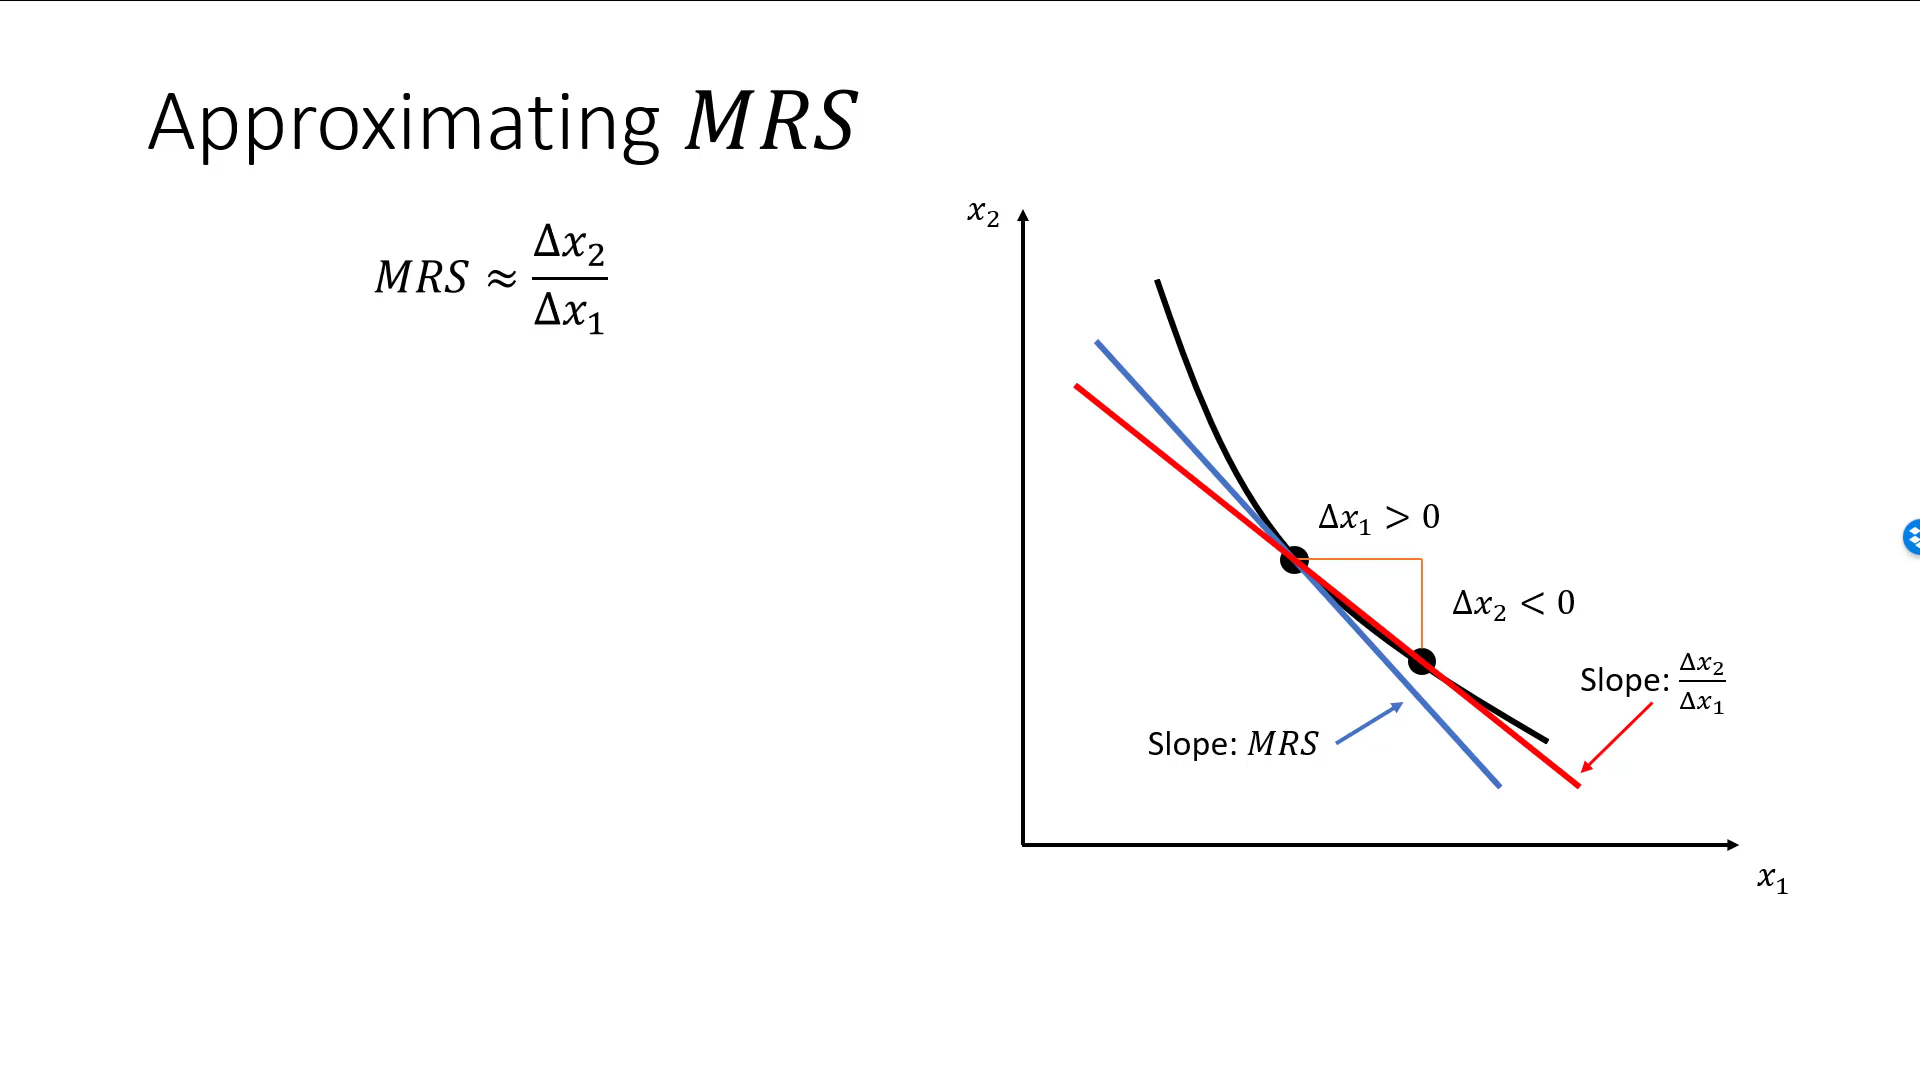 Approximating MRS
MRS ≈ Δx₂/Δx₁
x₂
Δx₁ > 0
Δx₂ < 0
Slope: Δx₂/Δx₁
Slope: MRS
x₁